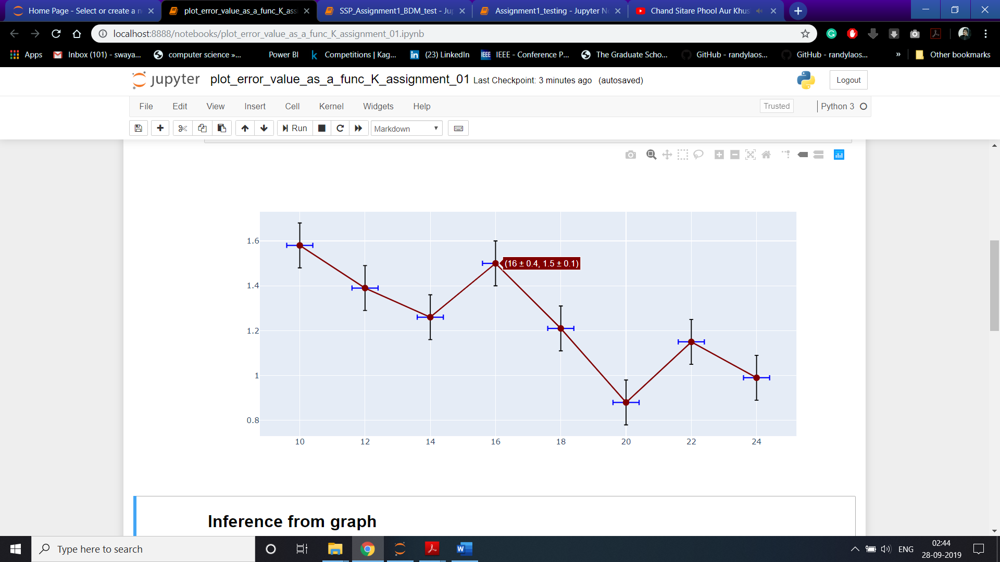 Home Page - Select or create a n
plot_error_value_as_a_func_K_ass
SSP_Assignment1_BDM_test - Ju
Assignment1_testing - Jupyter N
Chand Sitare Phool Aur Khus
localhost:8888/notebooks/plot_error_value_as_a_func_K_assignment_01.ipynb
Apps
Inbox (101) - swaya...
computer science »...
Power BI
Competitions | Kag...
(23) LinkedIn
IEEE - Conference P...
The Graduate Scho...
GitHub - randylaos...
GitHub - randylaos...
»
Other bookmarks
jupyter plot_error_value_as_a_func_K_assignment_01 Last Checkpoint: 3 minutes ago (autosaved)
Logout
File Edit View Insert Cell Kernel Widgets Help
Trusted
Python 3
Run
Markdown
1.6
1.4
1.2
1
0.8
(16 ± 0.4, 1.5 ± 0.1)
10 12 14 16 18 20 22 24
Inference from graph
Type here to search
ENG
02:44
28-09-2019